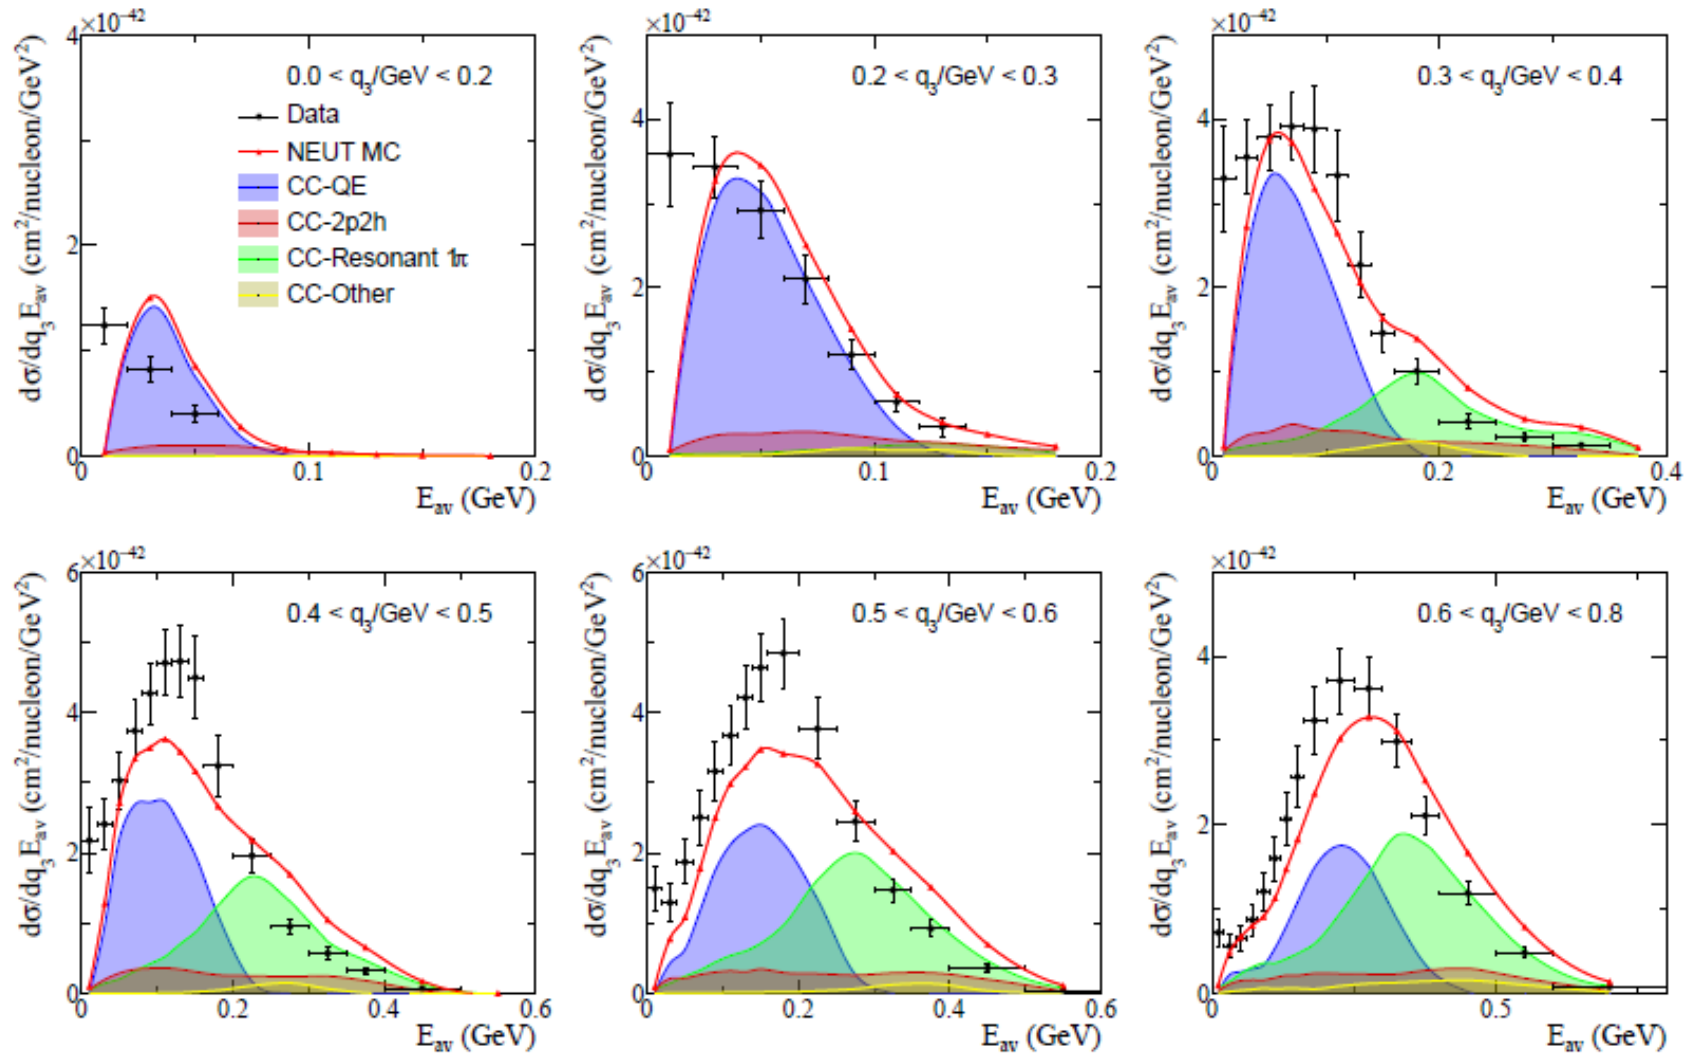 ×10⁻⁴²
dσ/dq₃E_av (cm²/nucleon/GeV²)
4
2
0
0.0 < q₃/GeV < 0.2
Data
NEUT MC
CC-QE
CC-2p2h
CC-Resonant 1π
CC-Other
0.1
0.2
E_av (GeV)
×10⁻⁴²
dσ/dq₃E_av (cm²/nucleon/GeV²)
4
2
0
0.2 < q₃/GeV < 0.3
0.1
0.2
E_av (GeV)
×10⁻⁴²
dσ/dq₃E_av (cm²/nucleon/GeV²)
4
2
0
0.3 < q₃/GeV < 0.4
0.2
0.4
E_av (GeV)
×10⁻⁴²
dσ/dq₃E_av (cm²/nucleon/GeV²)
6
4
2
0
0.4 < q₃/GeV < 0.5
0.2
0.4
0.6
E_av (GeV)
×10⁻⁴²
dσ/dq₃E_av (cm²/nucleon/GeV²)
6
4
2
0
0.5 < q₃/GeV < 0.6
0.2
0.4
0.6
E_av (GeV)
×10⁻⁴²
dσ/dq₃E_av (cm²/nucleon/GeV²)
4
2
0
0.6 < q₃/GeV < 0.8
0.5
E_av (GeV)